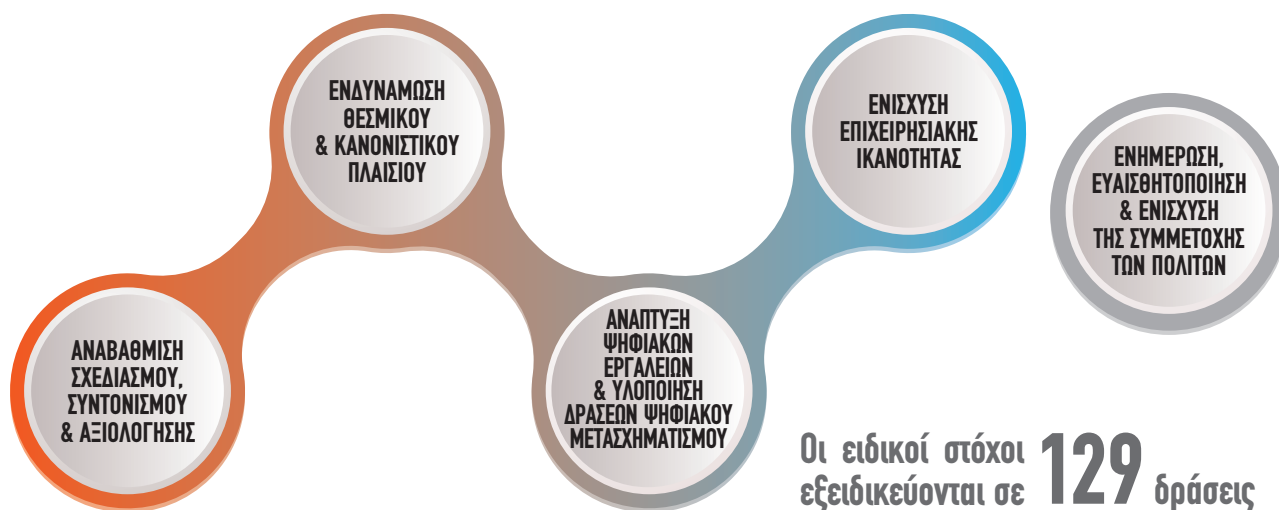 ΑΝΑΒΑΘΜΙΣΗ
ΣΧΕΔΙΑΣΜΟΥ,
ΣΥΝΤΟΝΙΣΜΟΥ
& ΑΞΙΟΛΟΓΗΣΗΣ
ΕΝΔΥΝΑΜΩΣΗ
ΘΕΣΜΙΚΟΥ
& ΚΑΝΟΝΙΣΤΙΚΟΥ
ΠΛΑΙΣΙΟΥ
ΑΝΑΠΤΥΞΗ
ΨΗΦΙΑΚΩΝ
ΕΡΓΑΛΕΙΩΝ
& ΥΛΟΠΟΙΗΣΗ
ΔΡΑΣΕΩΝ ΨΗΦΙΑΚΟΥ
ΜΕΤΑΣΧΗΜΑΤΙΣΜΟΥ
ΕΝΙΣΧΥΣΗ
ΕΠΙΧΕΙΡΗΣΙΑΚΗΣ
ΙΚΑΝΟΤΗΤΑΣ
ΕΝΗΜΕΡΩΣΗ,
ΕΥΑΙΣΘΗΤΟΠΟΙΗΣΗ
& ΕΝΙΣΧΥΣΗ
ΤΗΣ ΣΥΜΜΕΤΟΧΗΣ
ΤΩΝ ΠΟΛΙΤΩΝ
Οι ειδικοί στόχοι
εξειδικεύονται σε 129 δράσεις